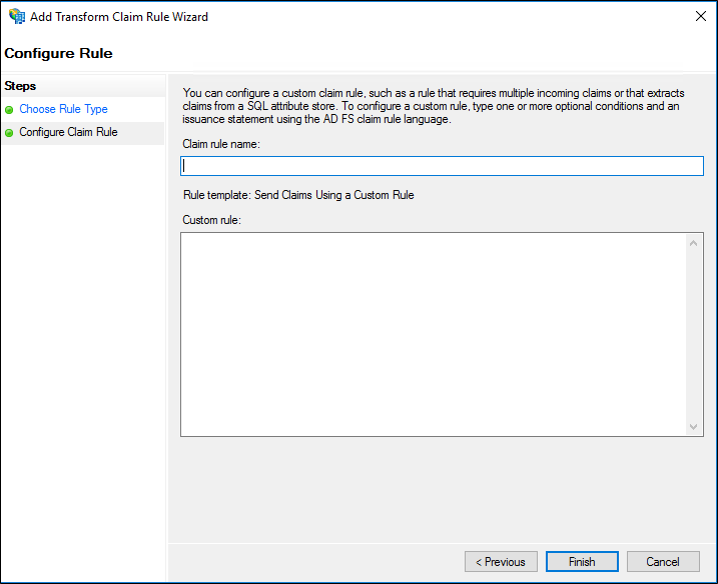 Add Transform Claim Rule Wizard
Configure Rule
Steps
Choose Rule Type
Configure Claim Rule
You can configure a custom claim rule, such as a rule that requires multiple incoming claims or that extracts
claims from a SQL attribute store. To configure a custom rule, type one or more optional conditions and an
issuance statement using the AD FS claim rule language.
Claim rule name:
Rule template: Send Claims Using a Custom Rule
Custom rule:
< Previous
Finish
Cancel